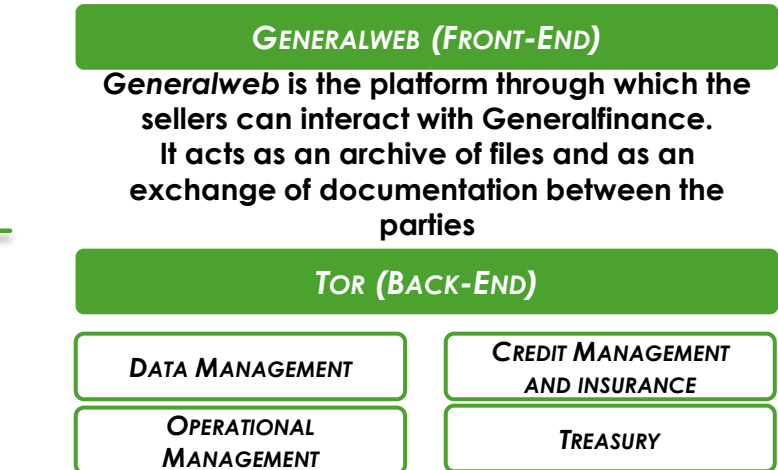 GENERALWEB (FRONT-END)
Generalweb is the platform through which the
sellers can interact with Generalfinance.
It acts as an archive of files and as an
exchange of documentation between the
parties
TOR (BACK-END)
DATA MANAGEMENT
CREDIT MANAGEMENT
AND INSURANCE
OPERATIONAL
MANAGEMENT
TREASURY